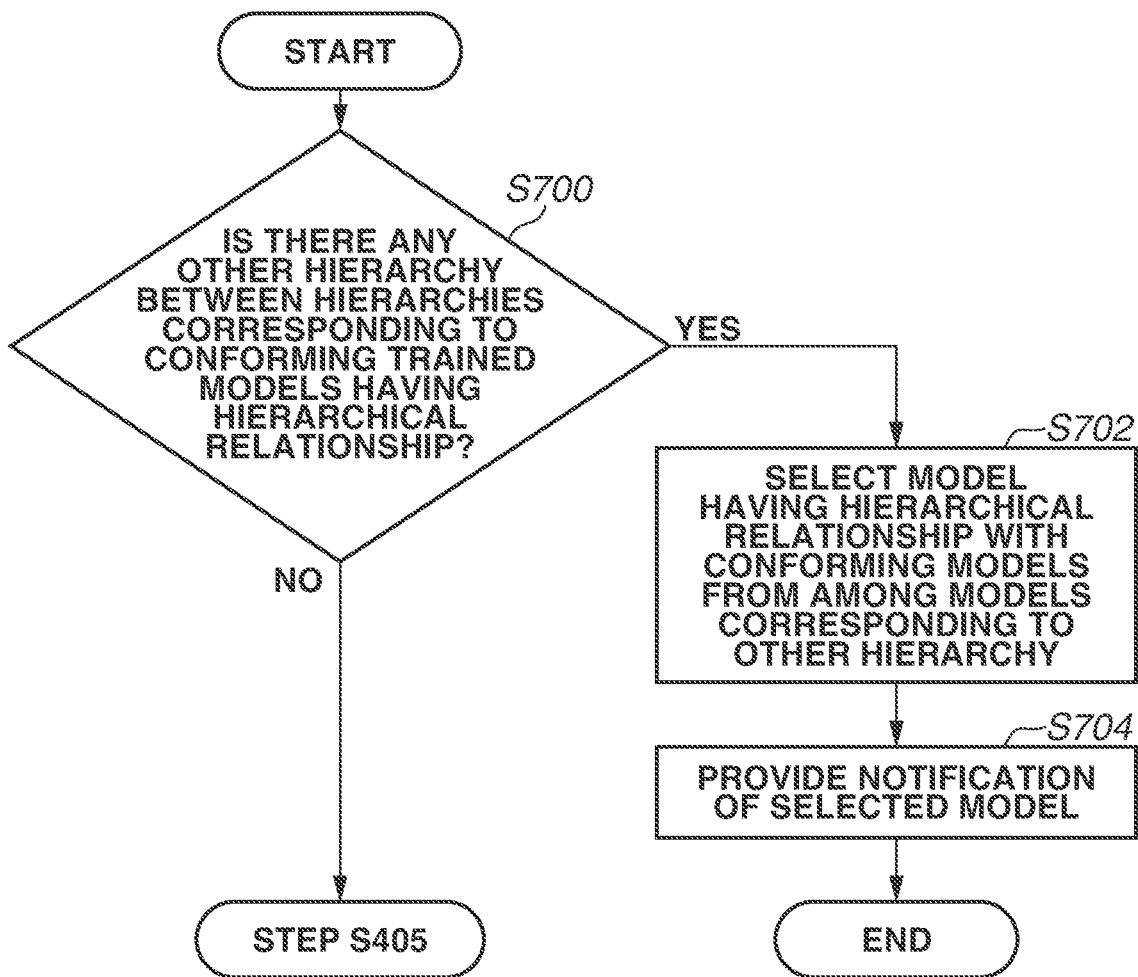 START
S700
IS THERE ANY
OTHER HIERARCHY
BETWEEN HIERARCHIES
CORRESPONDING TO
CONFORMING TRAINED
MODELS HAVING
HIERARCHICAL
RELATIONSHIP?
YES
NO
S702
SELECT MODEL
HAVING HIERARCHICAL
RELATIONSHIP WITH
CONFORMING MODELS
FROM AMONG MODELS
CORRESPONDING TO
OTHER HIERARCHY
S704
PROVIDE NOTIFICATION
OF SELECTED MODEL
STEP S405
END